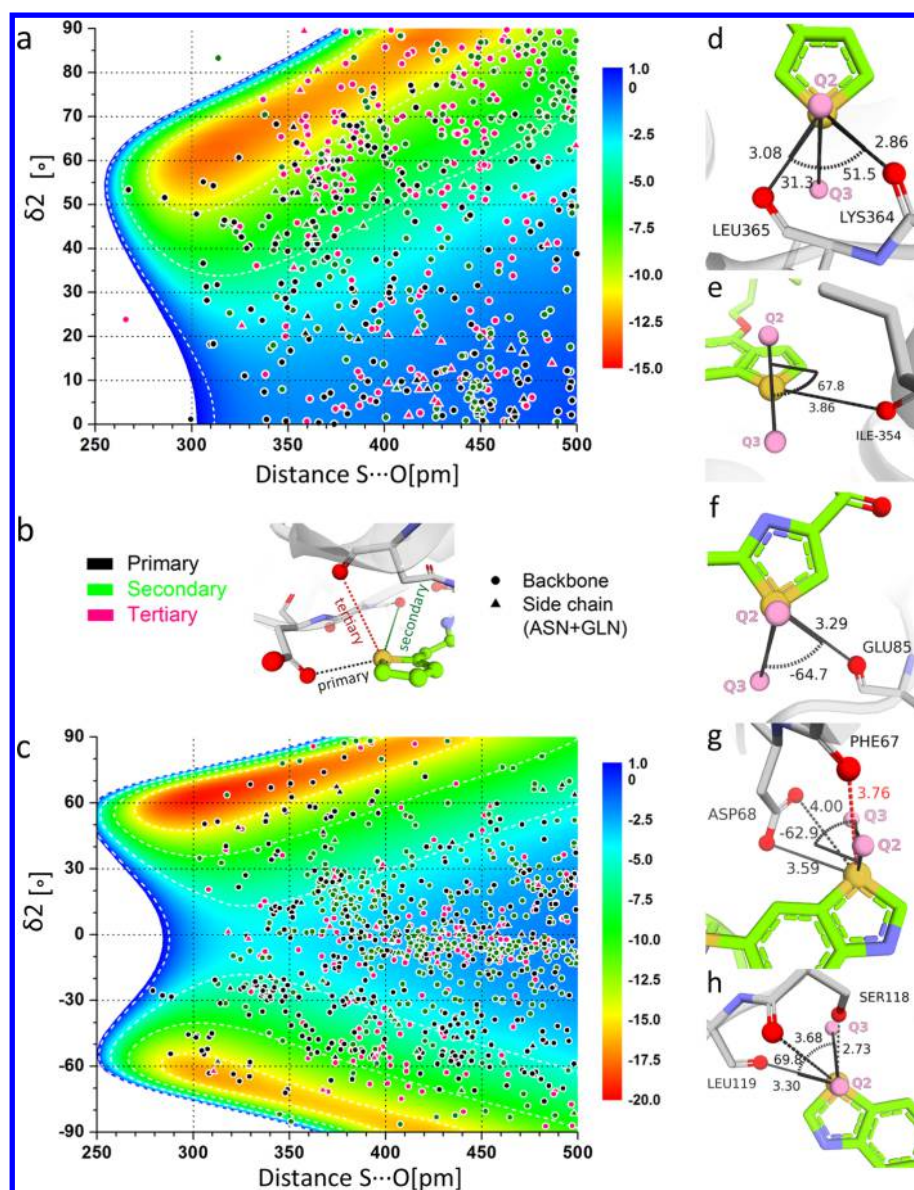 a
90
80
70
60
50
40
30
20
10
0
δ2 [°]
250 300 350 400 450 500
Distance S···O[pm]
1.0
-2.5
-5.0
-7.5
-10.0
-12.5
-15.0
b
Primary
Secondary
Tertiary
tertiary
secondary
primary
Backbone
Side chain
(ASN+GLN)
c
90
60
30
0
-30
-60
-90
δ2 [°]
250 300 350 400 450 500
Distance S···O[pm]
1.0
-2.5
-5.0
-7.5
-10.0
-12.5
-15.0
-17.5
-20.0
d
Q2
3.08
2.86
31.3
51.5
Q3
LEU365
LYS364
e
Q2
67.8
3.86
Q3
ILE-354
f
Q2
3.29
GLU85
Q3
-64.7
g
PHE67
3.76
4.00
ASP68
Q3
-62.9
Q2
3.59
h
SER118
Q3
3.68
2.73
69.8
LEU119
3.30
Q2